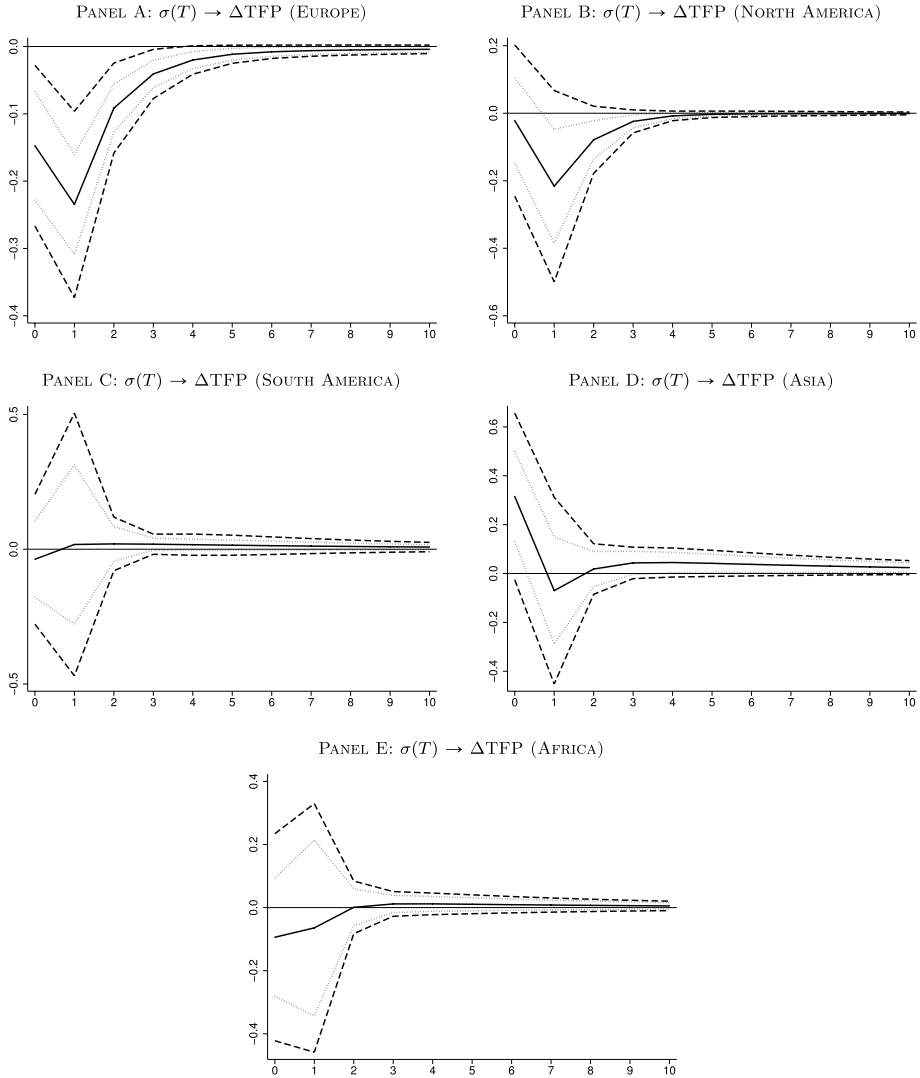 PANEL A: σ(T) → ΔTFP (EUROPE)
0.0
−0.1
−0.2
−0.3
−0.4
0 1 2 3 4 5 6 7 8 9 10
PANEL B: σ(T) → ΔTFP (NORTH AMERICA)
0.2
0.0
−0.2
−0.4
−0.6
0 1 2 3 4 5 6 7 8 9 10
PANEL C: σ(T) → ΔTFP (SOUTH AMERICA)
0.5
0.0
−0.5
0 1 2 3 4 5 6 7 8 9 10
PANEL D: σ(T) → ΔTFP (ASIA)
0.6
0.4
0.2
0.0
−0.2
−0.4
0 1 2 3 4 5 6 7 8 9 10
PANEL E: σ(T) → ΔTFP (AFRICA)
0.4
0.2
0.0
−0.2
−0.4
0 1 2 3 4 5 6 7 8 9 10